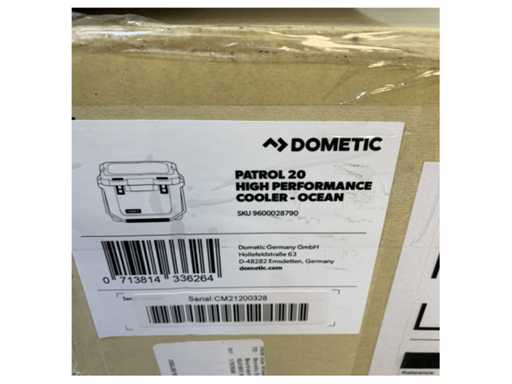 DOMETIC
PATROL 20
HIGH PERFORMANCE
COOLER - OCEAN
SKU 9600028790
Dometic Germany GmbH
Hollefeldstraße 63
D-48282 Emsdetten, Germany
dometic.com
0 713814 336264
Serial:CM21200328
Reference